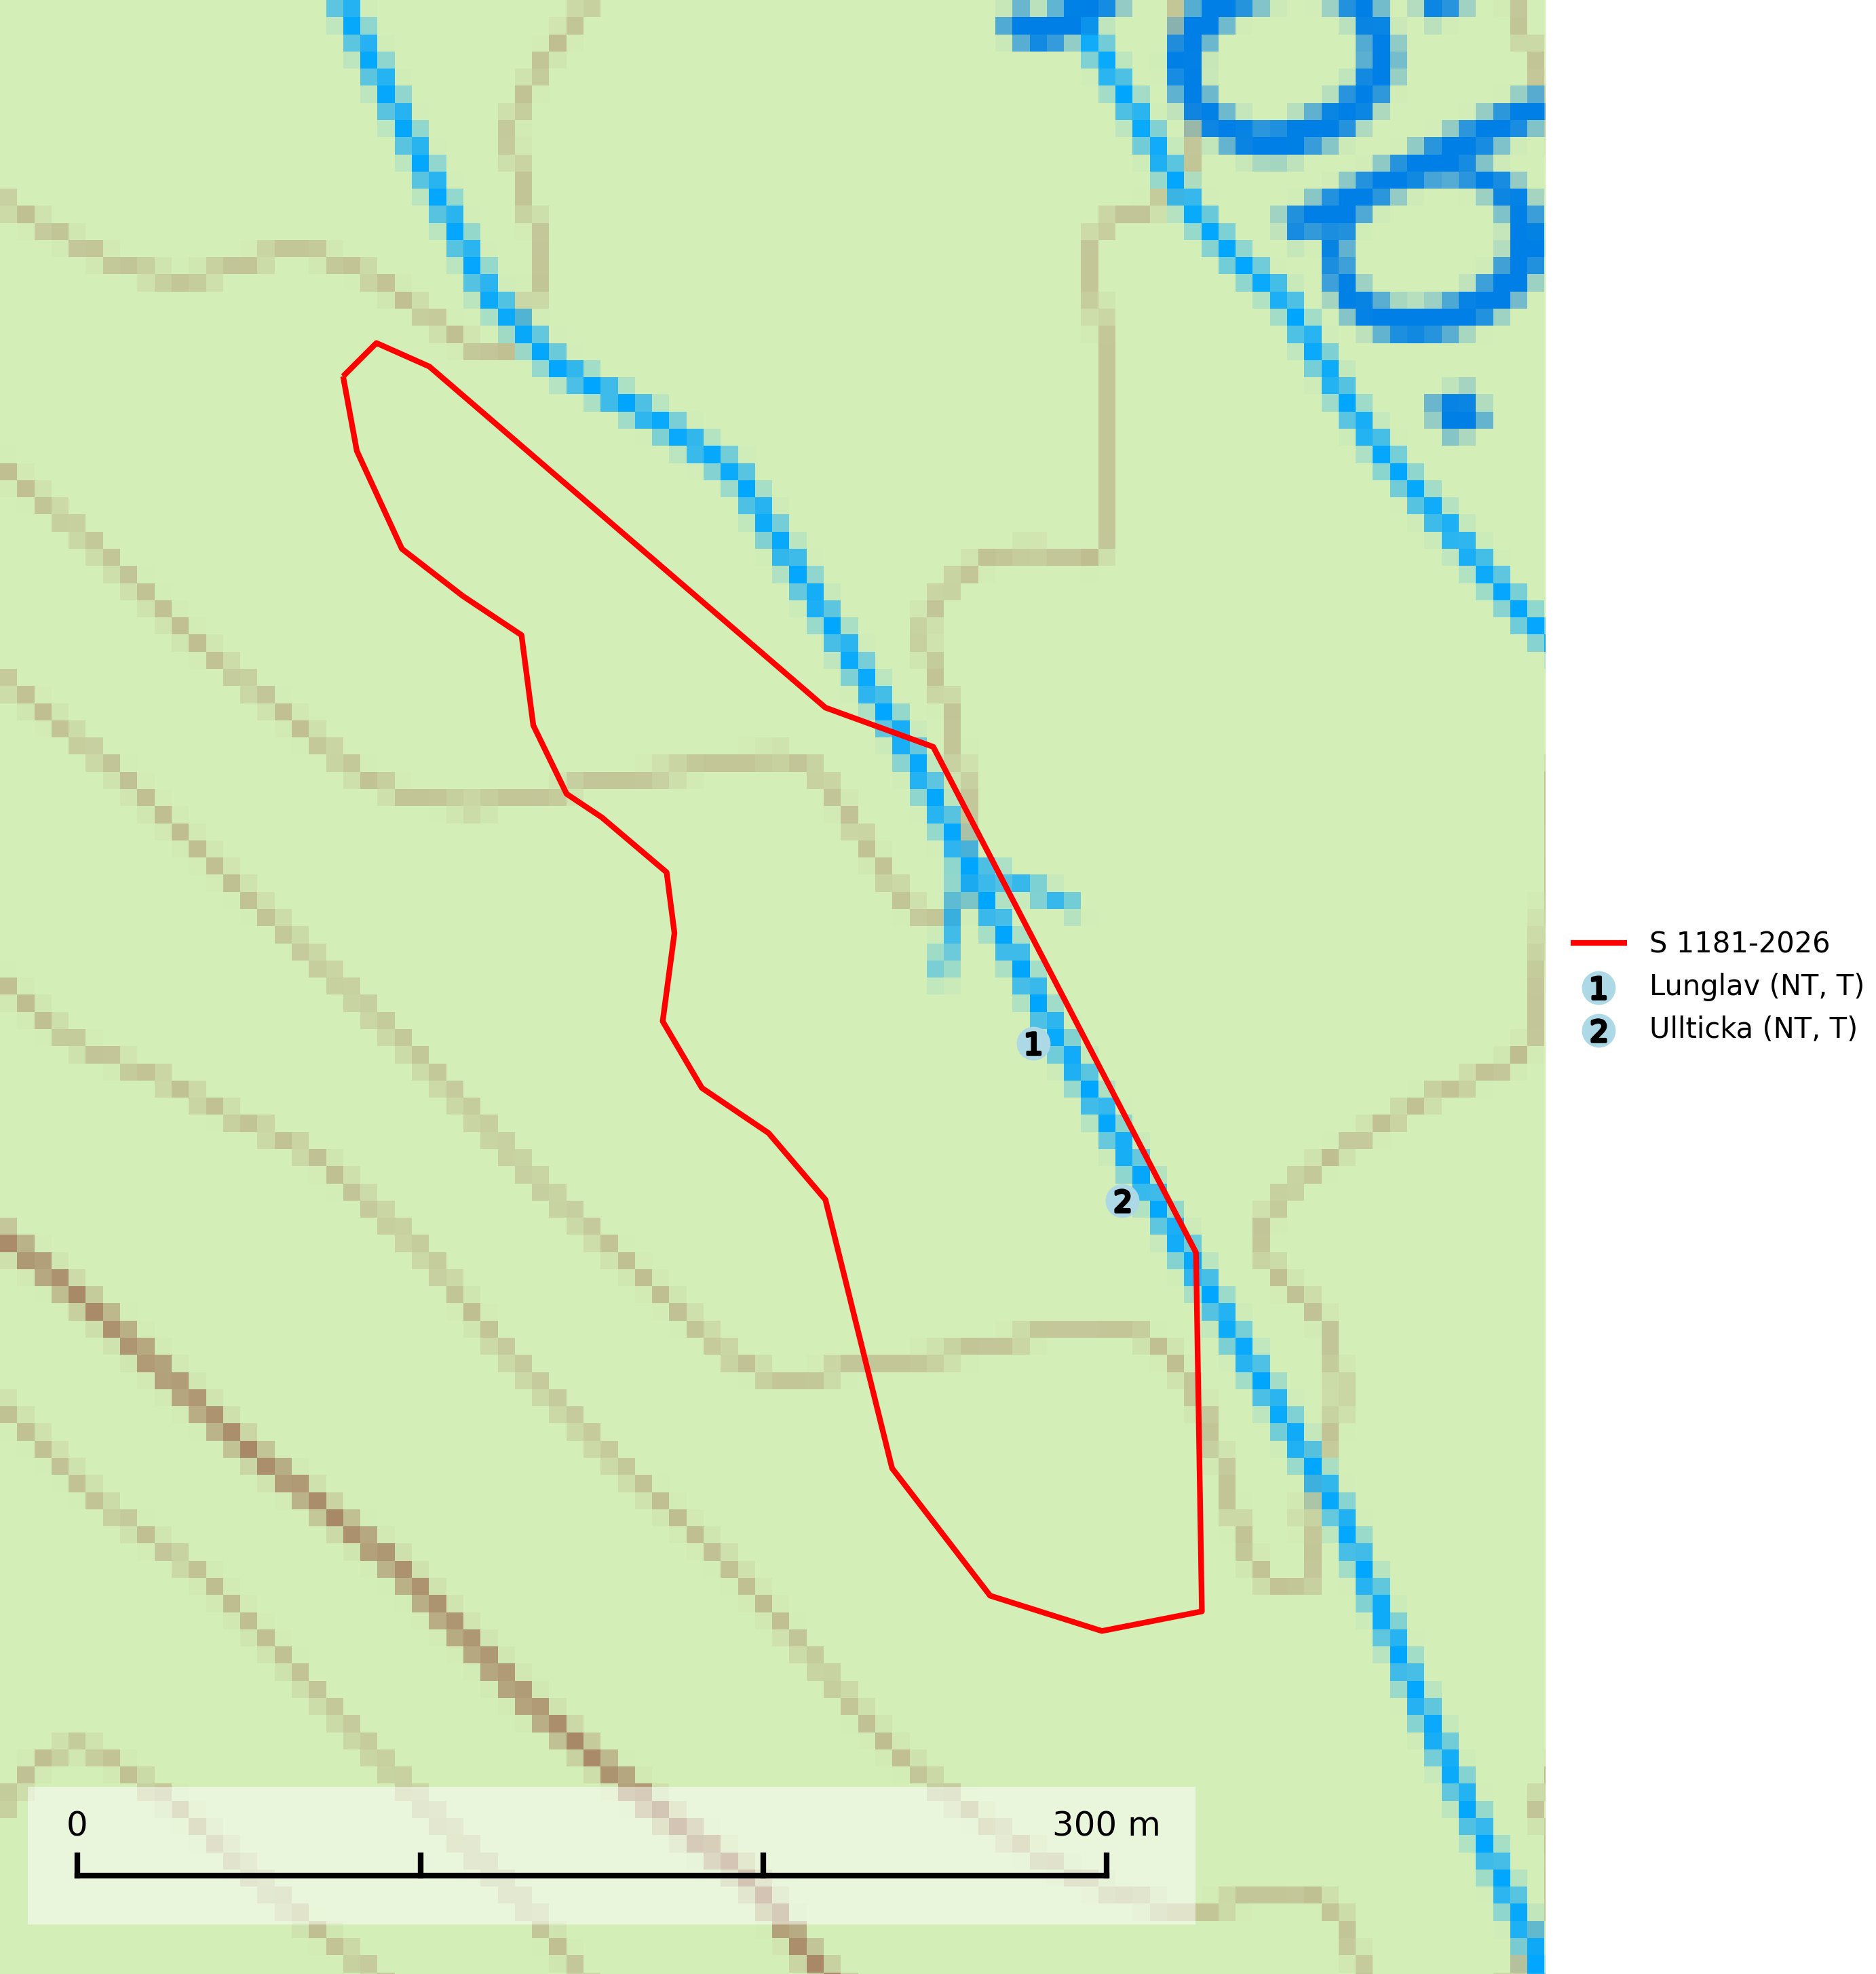 S 1181-2026
1 Lunglav (NT, T)
2 Ullticka (NT, T)
1
2
0 300 m